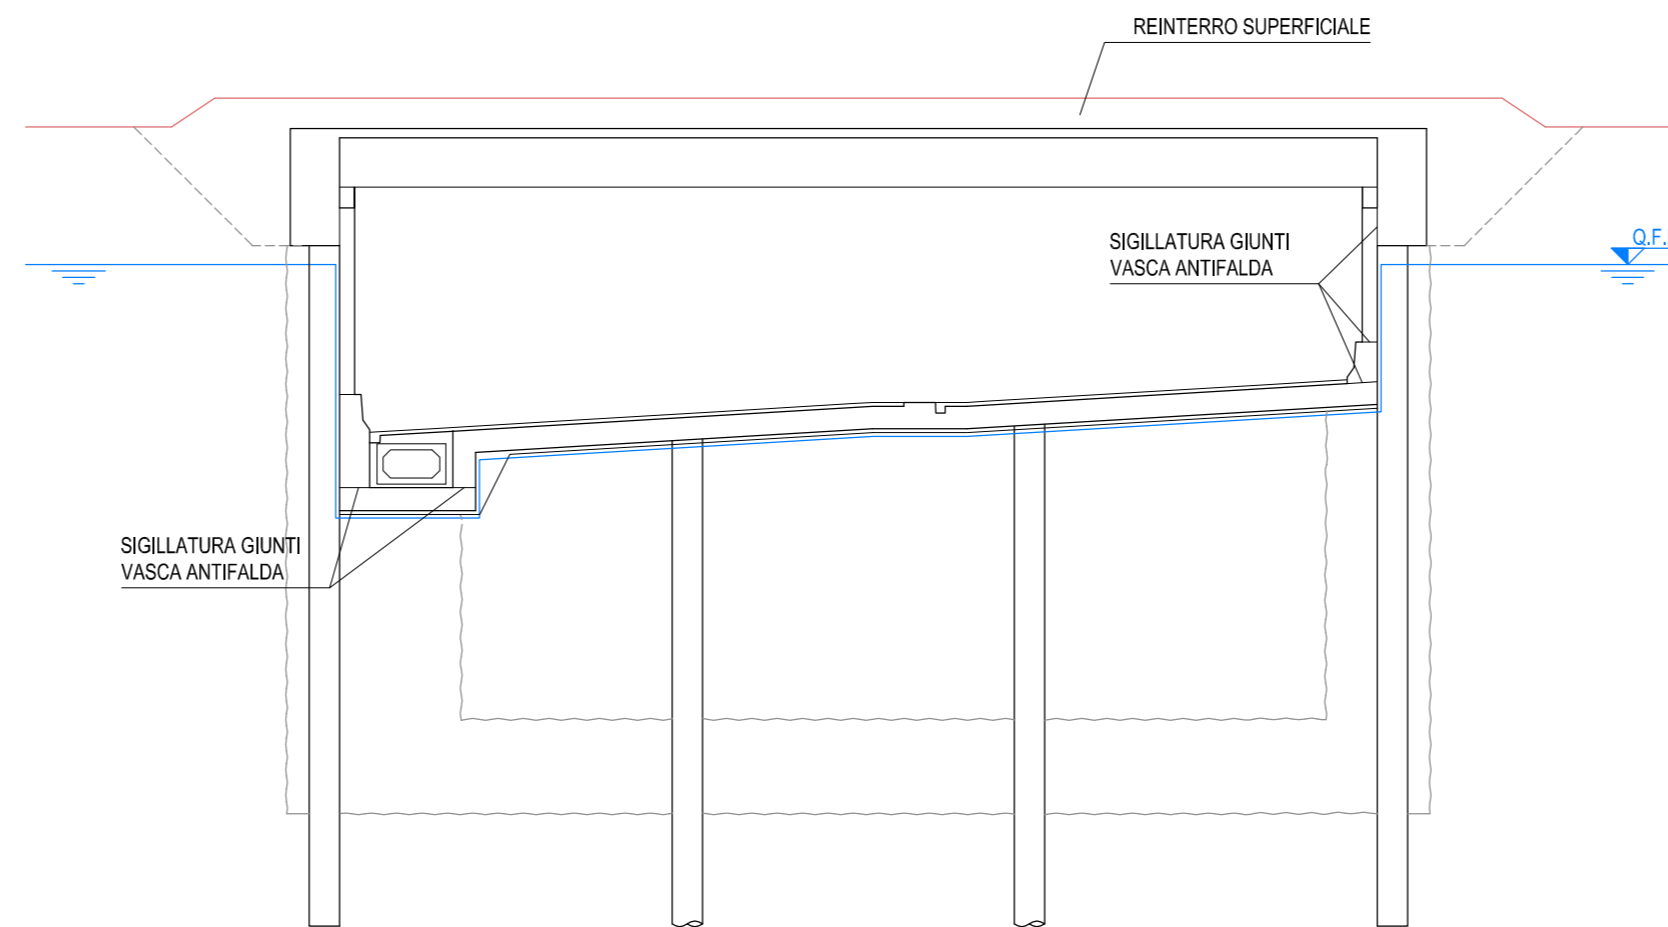 REINTERRO SUPERFICIALE
SIGILLATURA GIUNTI
VASCA ANTIFALDA
Q.F.
SIGILLATURA GIUNTI
VASCA ANTIFALDA